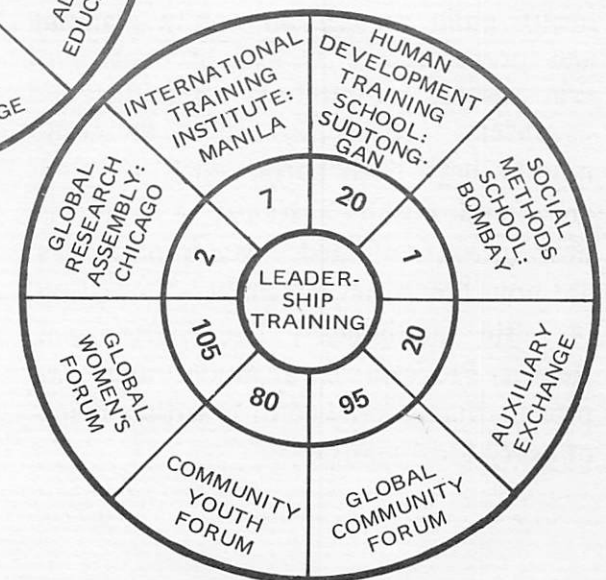 EDUC
GE
INTERNATIONAL
TRAINING
INSTITUTE:
MANILA
HUMAN
DEVELOPMENT
TRAINING
SCHOOL:
SUDTONG-
GAN
SOCIAL
METHODS
SCHOOL:
BOMBAY
AUXILIARY
EXCHANGE
GLOBAL
COMMUNITY
FORUM
COMMUNITY
YOUTH
FORUM
GLOBAL
WOMEN'S
FORUM
GLOBAL
RESEARCH
ASSEMBLY:
CHICAGO
7
20
1
20
95
80
105
2
LEADER-
SHIP
TRAINING